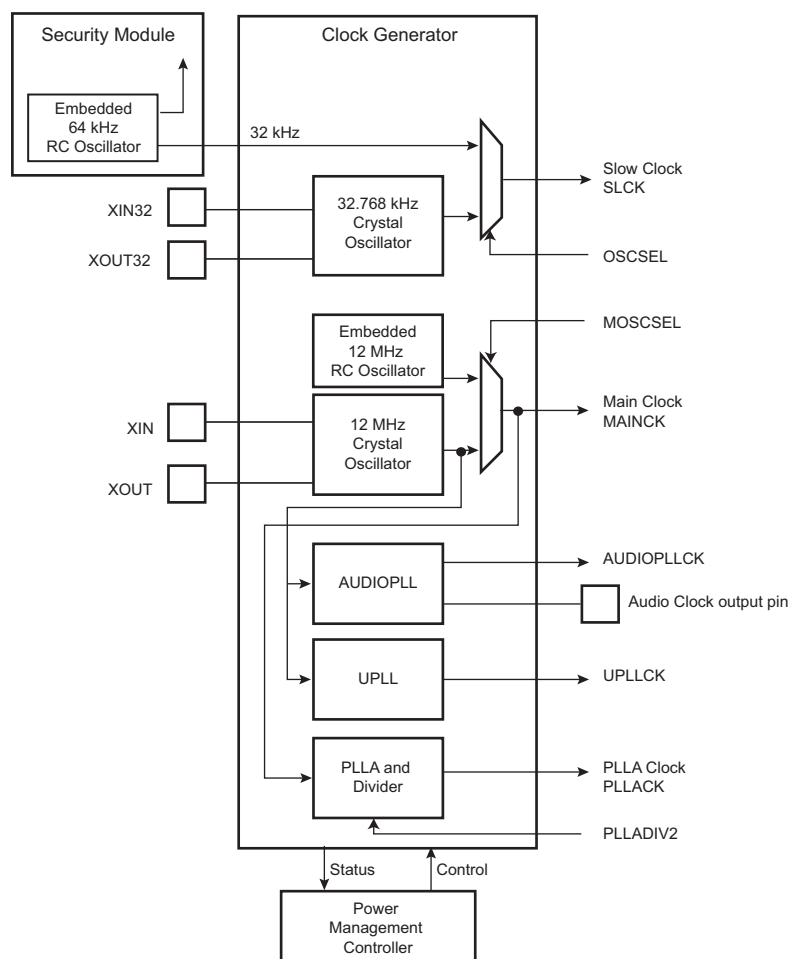 Security Module
Clock Generator
Embedded
64 kHz
RC Oscillator
32 kHz
Slow Clock
SLCK
XIN32
32.768 kHz
Crystal
Oscillator
XOUT32
OSCSEL
MOSCSEL
Embedded
12 MHz
RC Oscillator
Main Clock
MAINCK
XIN
12 MHz
Crystal
Oscillator
XOUT
AUDIOPLL
AUDIOPLLCK
Audio Clock output pin
UPLL
UPLLCK
PLLA and
Divider
PLLA Clock
PLLACK
PLLADIV2
Status
Control
Power
Management
Controller